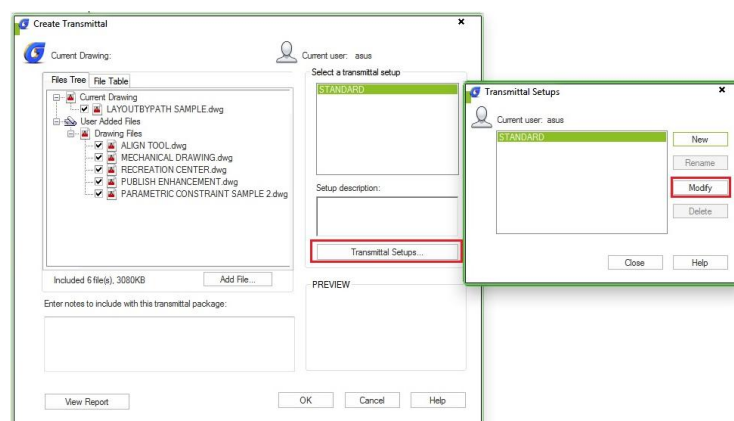 Create Transmittal
Current Drawing:
Current user: asus
Files Tree
File Table
Current Drawing
LAYOUTBYPATH SAMPLE.dwg
User Added Files
Drawing Files
ALIGN TOOL.dwg
MECHANICAL DRAWING.dwg
RECREATION CENTER.dwg
PUBLISH ENHANCEMENT.dwg
PARAMETRIC CONSTRAINT SAMPLE 2.dwg
Included 6 file(s), 3080KB
Add File...
Enter notes to include with this transmittal package:
View Report
Select a transmittal setup
STANDARD
Setup description:
Transmittal Setups...
PREVIEW
OK
Cancel
Help
Transmittal Setups
Current user: asus
STANDARD
New
Rename
Modify
Delete
Close
Help